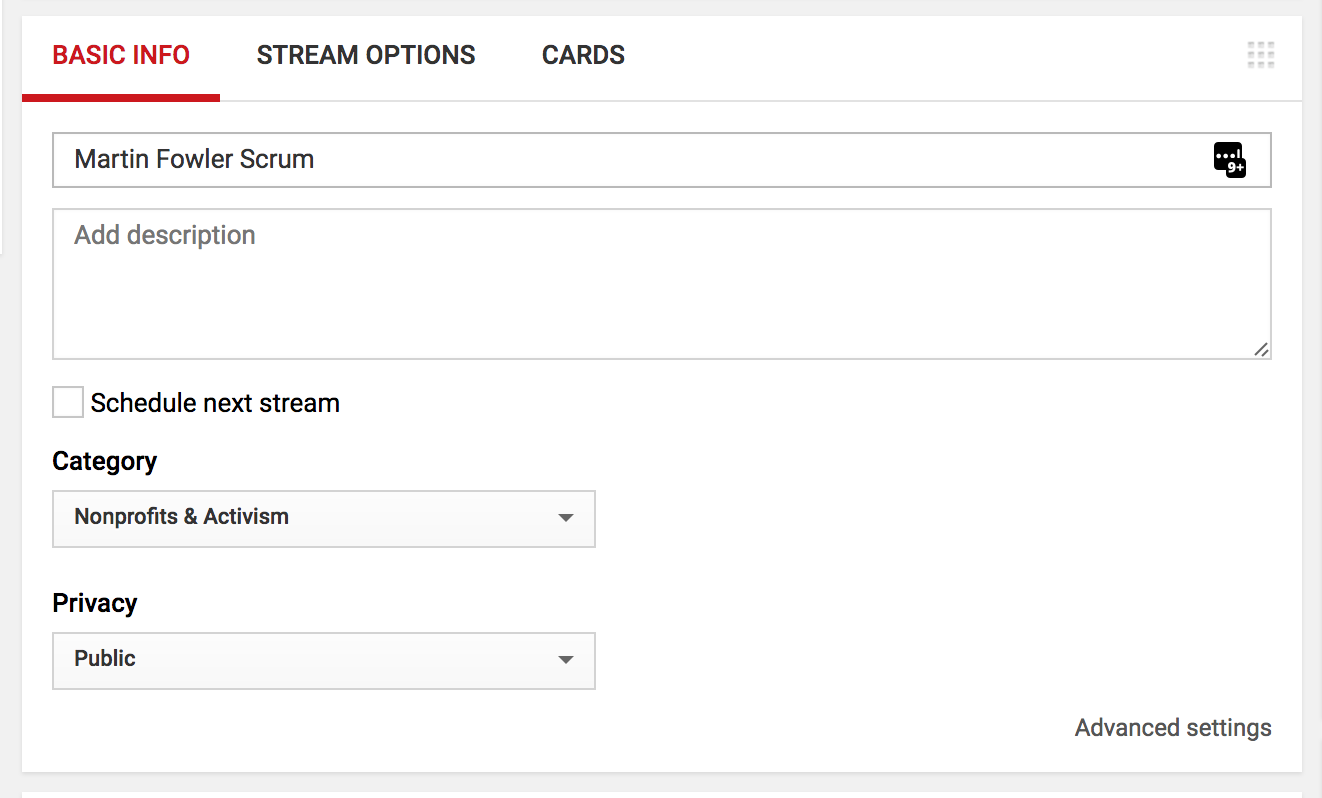 BASIC INFO STREAM OPTIONS CARDS
Martin Fowler Scrum
9+
Add description
Schedule next stream
Category
Nonprofits & Activism
Privacy
Public
Advanced settings